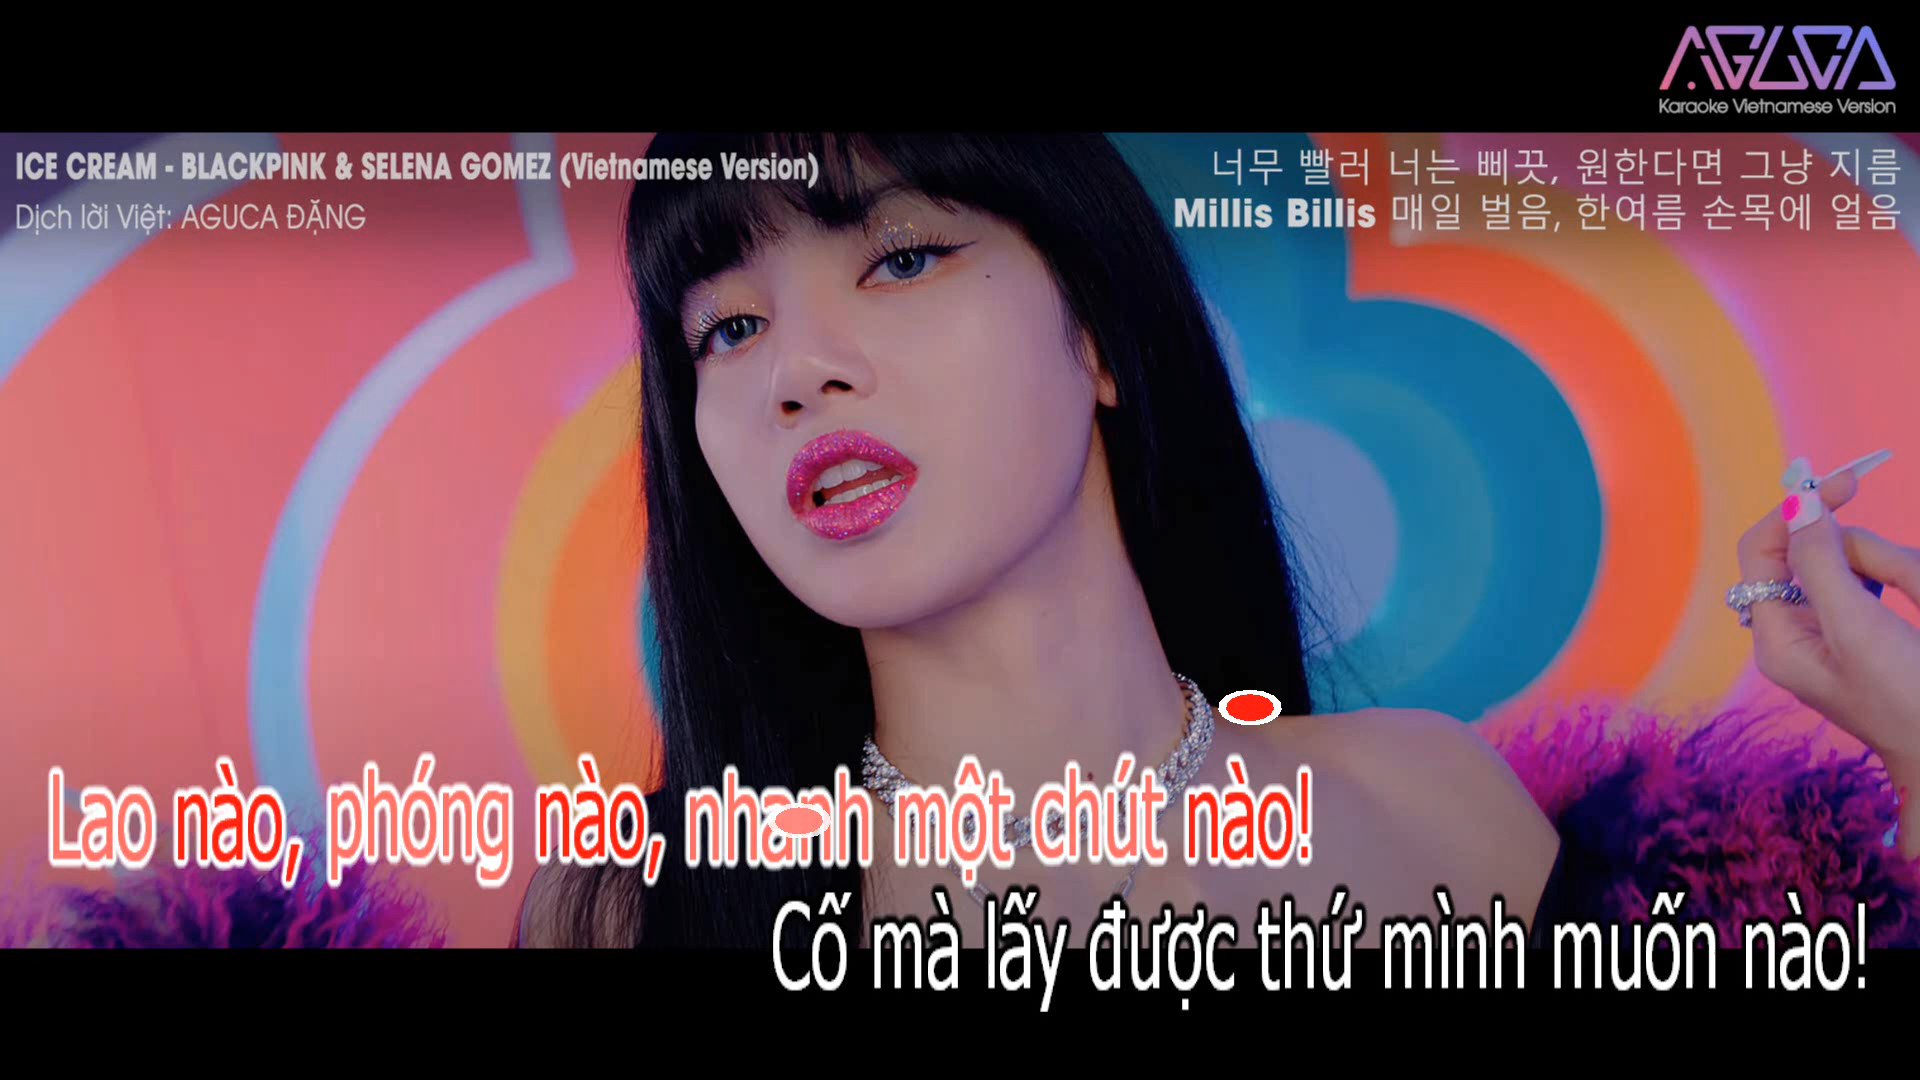 AGUCA
Karaoke Vietnamese Version
ICE CREAM - BLACKPINK & SELENA GOMEZ (Vietnamese Version)
Dịch lời Việt: AGUCA ĐẶNG
너무 빨러 너는 삐끗, 원한다면 그냥 지름
Millis Billis 매일 벌음, 한여름 손목에 얼음
Lao nào, phóng nào, nhanh một chút nào!
Cố mà lấy được thứ mình muốn nào!